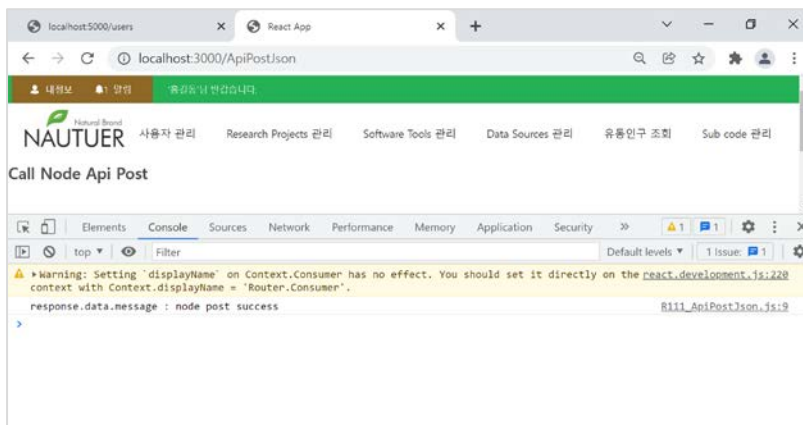 localhost:5000/users
React App
localhost:3000/ApiPostJson
내정보 1 알림 '홍길동'님 반갑습니다.
Natural Brand
NAUTUER 사용자 관리 Research Projects 관리 Software Tools 관리 Data Sources 관리 유동인구 조회 Sub code 관리
Call Node Api Post
Elements Console Sources Network Performance Memory Application Security » 1 1
top ▼ Filter Default levels ▼ 1 Issue: 1
Warning: Setting `displayName` on Context.Consumer has no effect. You should set it directly on the react.development.js:220
context with Context.displayName = 'Router.Consumer'.
response.data.message : node post success R111_ApiPostJson.js:9
>